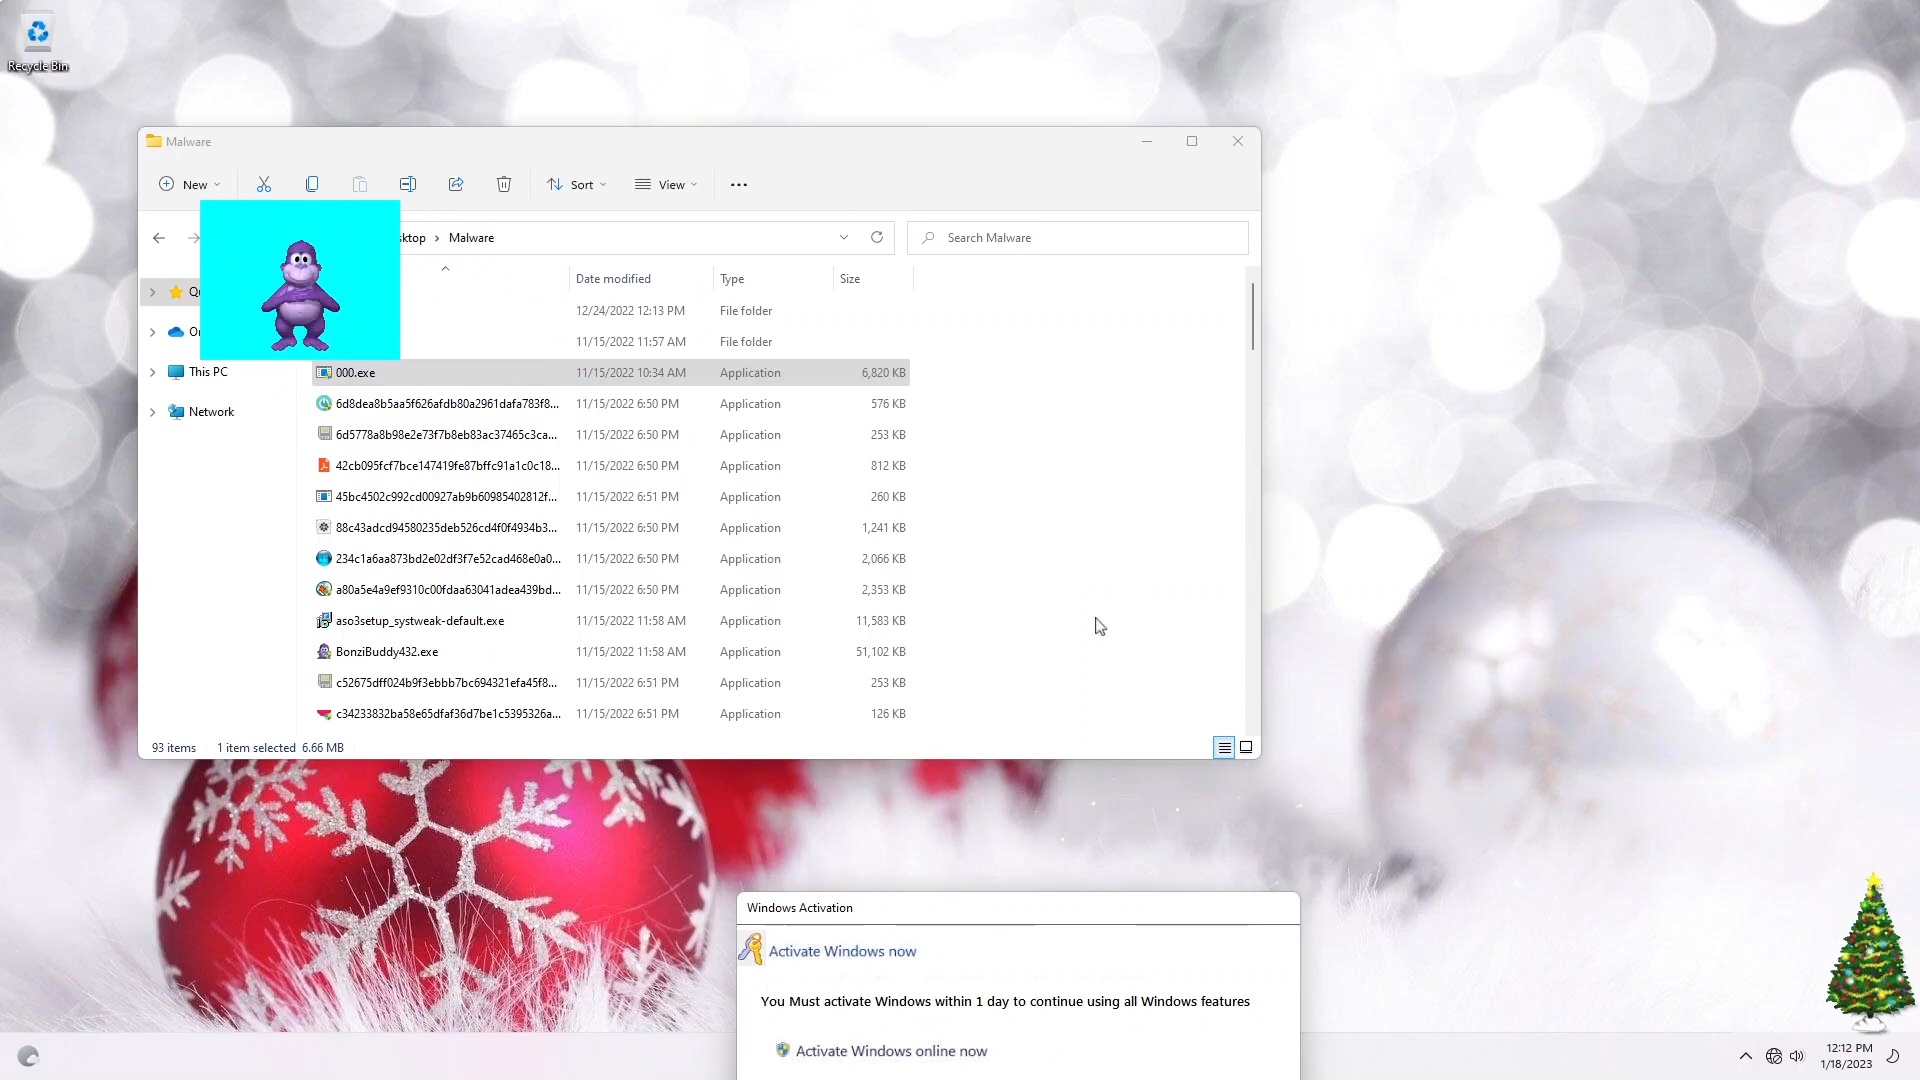 Recycle Bin
Malware
New
Sort
View
Malware
Search Malware
Date modified
Type
Size
12/24/2022 12:13 PM File folder
11/15/2022 11:57 AM File folder
000.exe 11/15/2022 10:34 AM Application 6,820 KB
6d8dea8b5aa5f626afdb80a2961dafa783f8... 11/15/2022 6:50 PM Application 576 KB
6d5778a8b98e2e73f7b8eb83ac37465c3ca... 11/15/2022 6:50 PM Application 253 KB
42cb095fcf7bce147419fe87bffc91a1c0c18... 11/15/2022 6:50 PM Application 812 KB
45bc4502c992cd00927ab9b60985402812f... 11/15/2022 6:51 PM Application 260 KB
88c43adcd94580235deb526cd4f0f4934b3... 11/15/2022 6:50 PM Application 1,241 KB
234c1a6aa873bd2e02df3f7e52cad468e0a0... 11/15/2022 6:50 PM Application 2,066 KB
a80a5e4a9ef9310c00fdaa63041adea439bd... 11/15/2022 6:50 PM Application 2,353 KB
aso3setup_systweak-default.exe 11/15/2022 11:58 AM Application 11,583 KB
BonziBuddy432.exe 11/15/2022 11:58 AM Application 51,102 KB
c52675dff024b9f3ebbb7bc694321efa45f8... 11/15/2022 6:51 PM Application 253 KB
c34233832ba58e65dfaf36d7be1c5395326a... 11/15/2022 6:51 PM Application 126 KB
This PC
Network
93 items 1 item selected 6.66 MB
Windows Activation
Activate Windows now
You Must activate Windows within 1 day to continue using all Windows features
Activate Windows online now
12:12 PM
1/18/2023